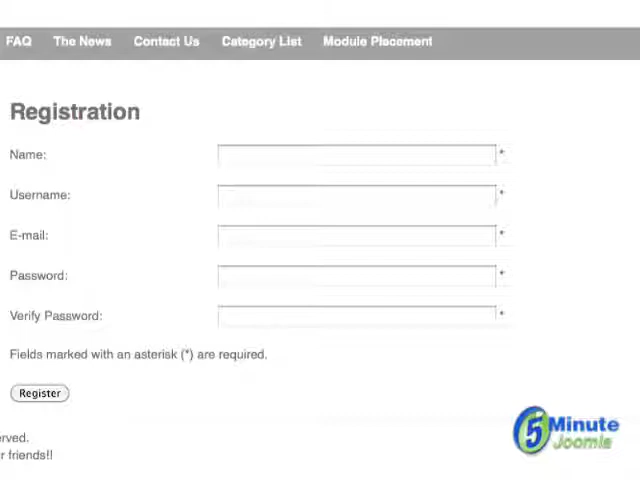 FAQ The News Contact Us Category List Module Placement
Registration
Name: *
Username: *
E-mail: *
Password: *
Verify Password: *
Fields marked with an asterisk (*) are required.
Register
erved.
r friends!!
5 Minute
Joomla